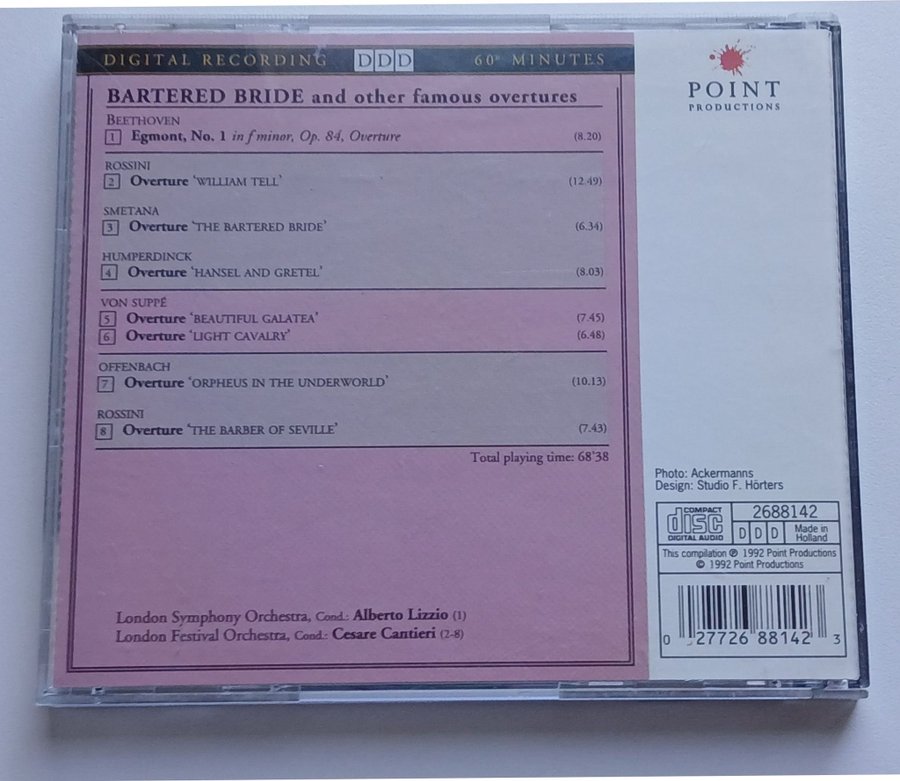 DIGITAL RECORDING DDD 60" MINUTES
BARTERED BRIDE and other famous overtures
BEETHOVEN
1 Egmont, No. 1 in f minor, Op. 84, Overture (8.20)
ROSSINI
2 Overture ‘WILLIAM TELL’ (12.49)
SMETANA
3 Overture ‘THE BARTERED BRIDE’ (6.34)
HUMPERDINCK
4 Overture ‘HANSEL AND GRETEL’ (8.03)
VON SUPPÉ
5 Overture ‘BEAUTIFUL GALATEA’ (7.45)
6 Overture ‘LIGHT CAVALRY’ (6.48)
OFFENBACH
7 Overture ‘ORPHEUS IN THE UNDERWORLD’ (10.13)
ROSSINI
8 Overture ‘THE BARBER OF SEVILLE’ (7.43)
Total playing time: 68'38
London Symphony Orchestra, Cond.: Alberto Lizzio (1)
London Festival Orchestra, Cond.: Cesare Cantieri (2-8)
POINT
PRODUCTIONS
Photo: Ackermanns
Design: Studio F. Hörters
COMPACT
disc
DIGITAL AUDIO
2688142
DDD
Made in
Holland
This compilation ℗ 1992 Point Productions
© 1992 Point Productions
0 27726 88142 3